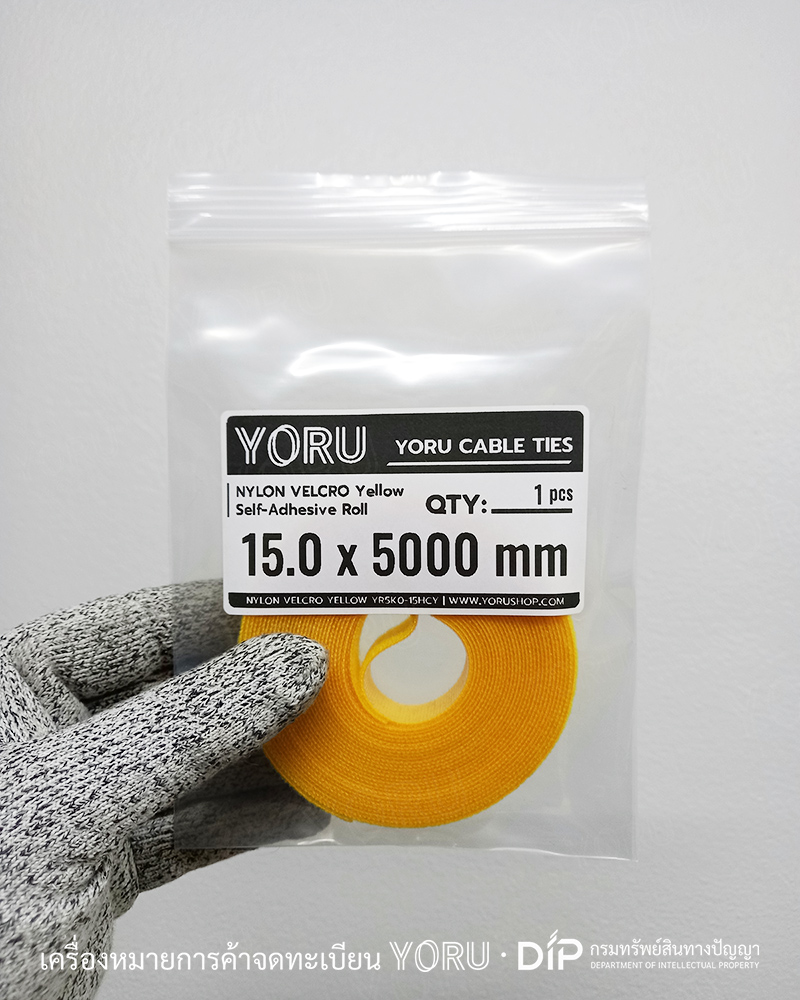 YORU YORU CABLE TIES
NYLON VELCRO Yellow
Self-Adhesive Roll
QTY: 1 pcs
15.0 x 5000 mm
NYLON VELCRO YELLOW YR5K0-15HCY | WWW.YORUSHOP.COM
เครื่องหมายการค้าจดทะเบียน YORU · DIP กรมทรัพย์สินทางปัญญา
DEPARTMENT OF INTELLECTUAL PROPERTY